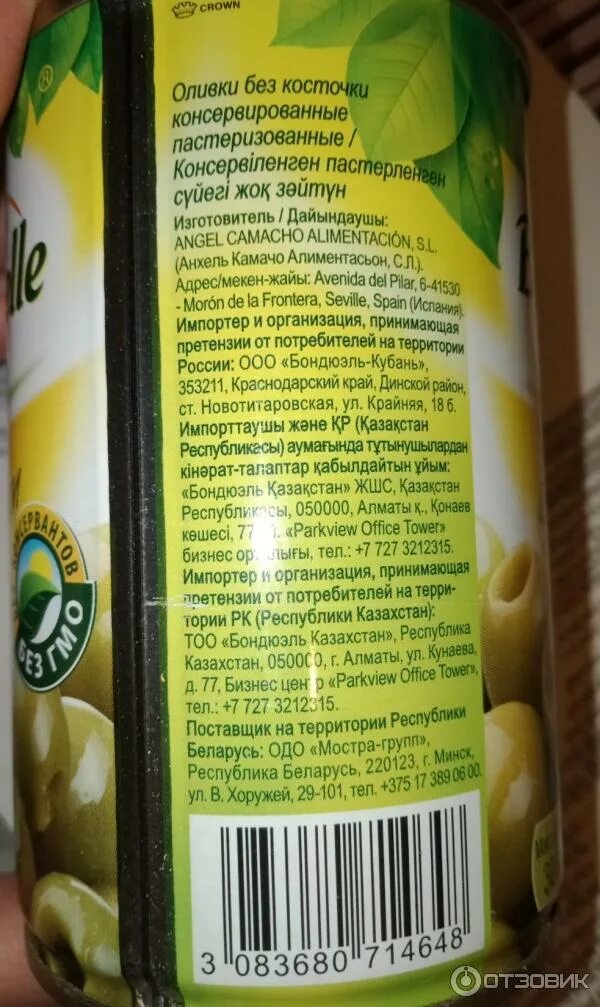 CROWN
®
Оливки без косточки
консервированные
пастеризованные /
Консервіленген пастерленген
сүйегі жоқ зәйтүн
Изготовитель / Дайындаушы:
ANGEL CAMACHO ALIMENTACIÓN, S.L.
(Анхель Камачо Алиментасьон, С.Л.).
Адрес/мекен-жайы: Avenida del Pilar, 6-41530
- Morón de la Frontera, Seville, Spain (Испания).
Импортер и организация, принимающая
претензии от потребителей на территории
России: ООО «Бондюэль-Кубань»,
353211, Краснодарский край, Динской район,
ст. Новотитаровская, ул. Крайняя, 18 б.
Импорттаушы және ҚР (Қазақстан
Республикасы) аумағында тұтынушылардан
кінәрат-талаптар қабылдайтын ұйым:
«Бондюэль Қазақстан» ЖШС, Қазақстан
Республикасы, 050000, Алматы қ., Қонаев
көшесі, 77 «Parkview Office Tower»
бизнес орталығы, тел.: +7 727 3212315.
Импортер и организация, принимающая
претензии от потребителей на терри-
тории РК (Республики Казахстан):
ТОО «Бондюэль Казахстан», Республика
Казахстан, 050000, г. Алматы, ул. Кунаева,
д. 77, Бизнес центр «Parkview Office Tower»,
тел.: +7 727 3212315.
Поставщик на территории Республики
Беларусь: ОДО «Мостра-групп»,
Республика Беларусь, 220123, г. Минск,
ул. В. Хоружей, 29-101, тел. +375 17 389 06 00.
3 083680 714648
lle
БЕЗ ГМО
ОТЗОВИК